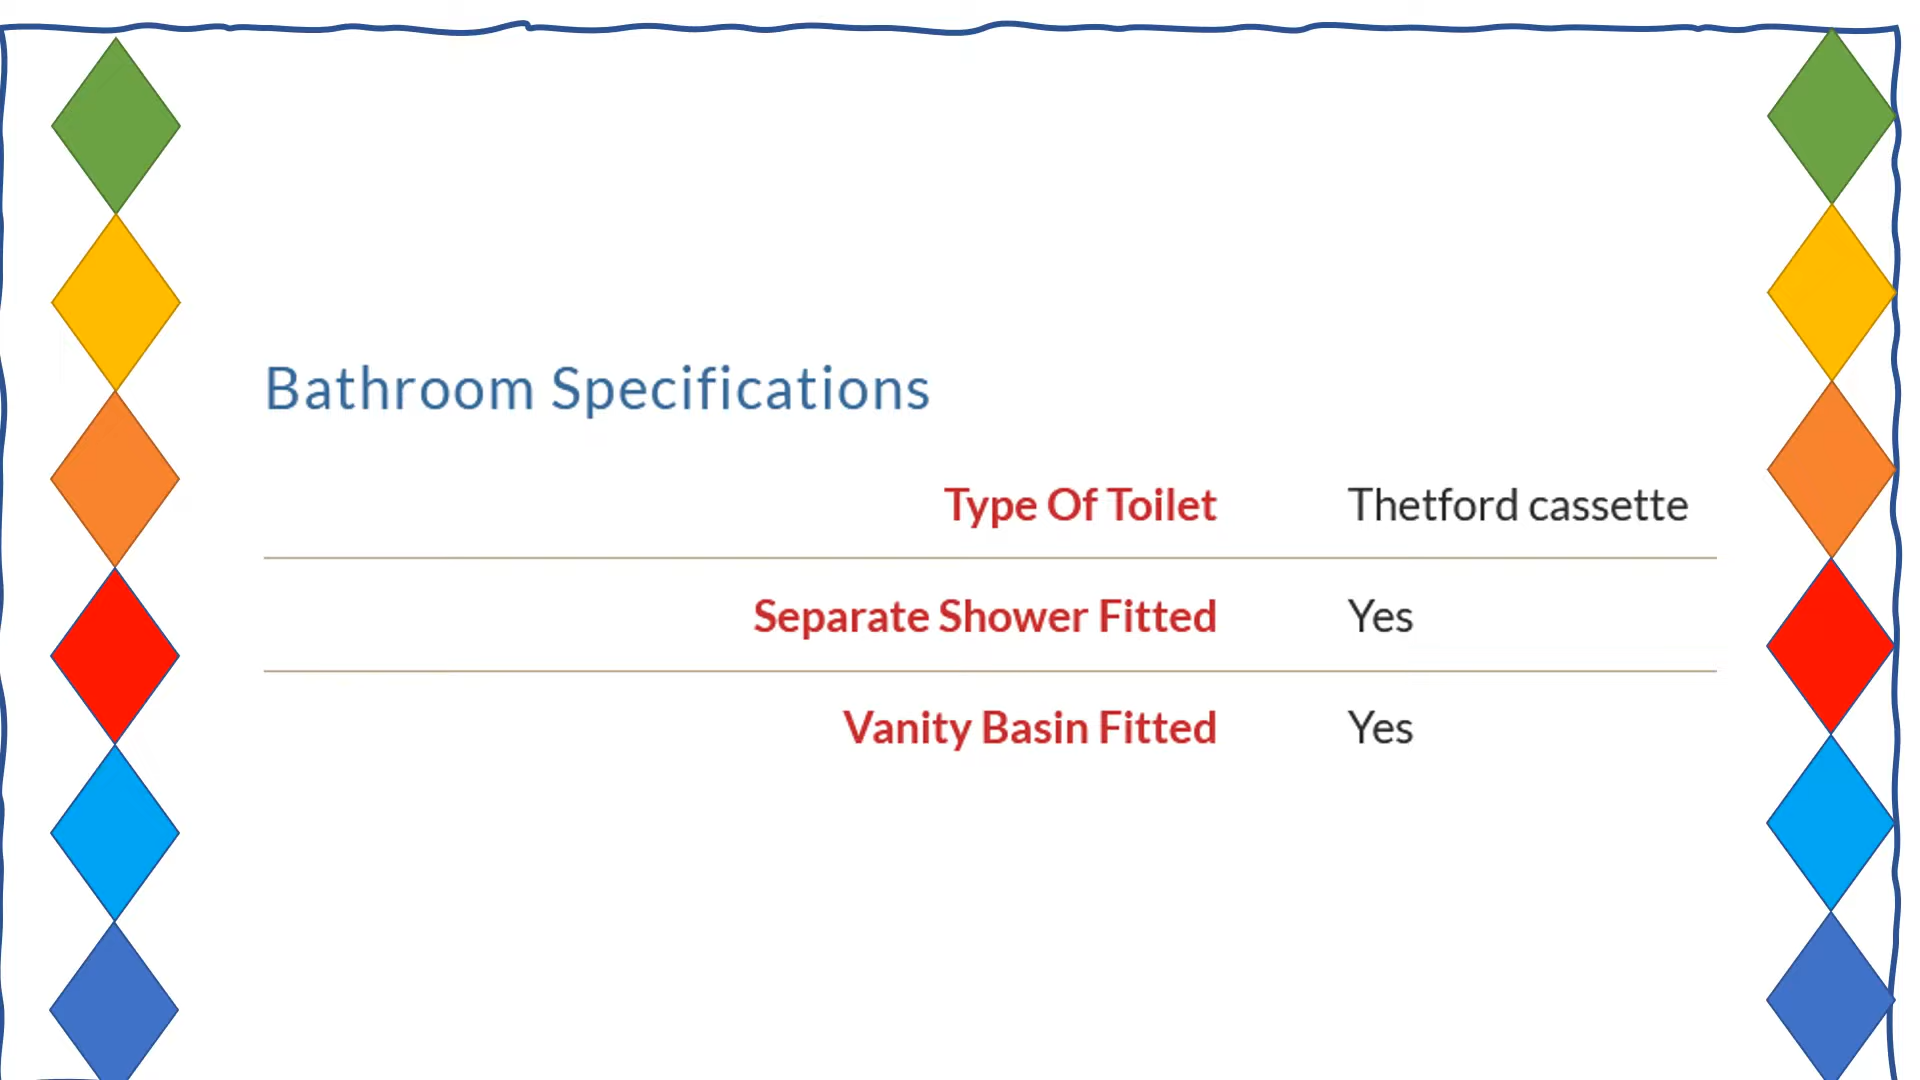 Bathroom Specifications
Type Of Toilet Thetford cassette
Separate Shower Fitted Yes
Vanity Basin Fitted Yes